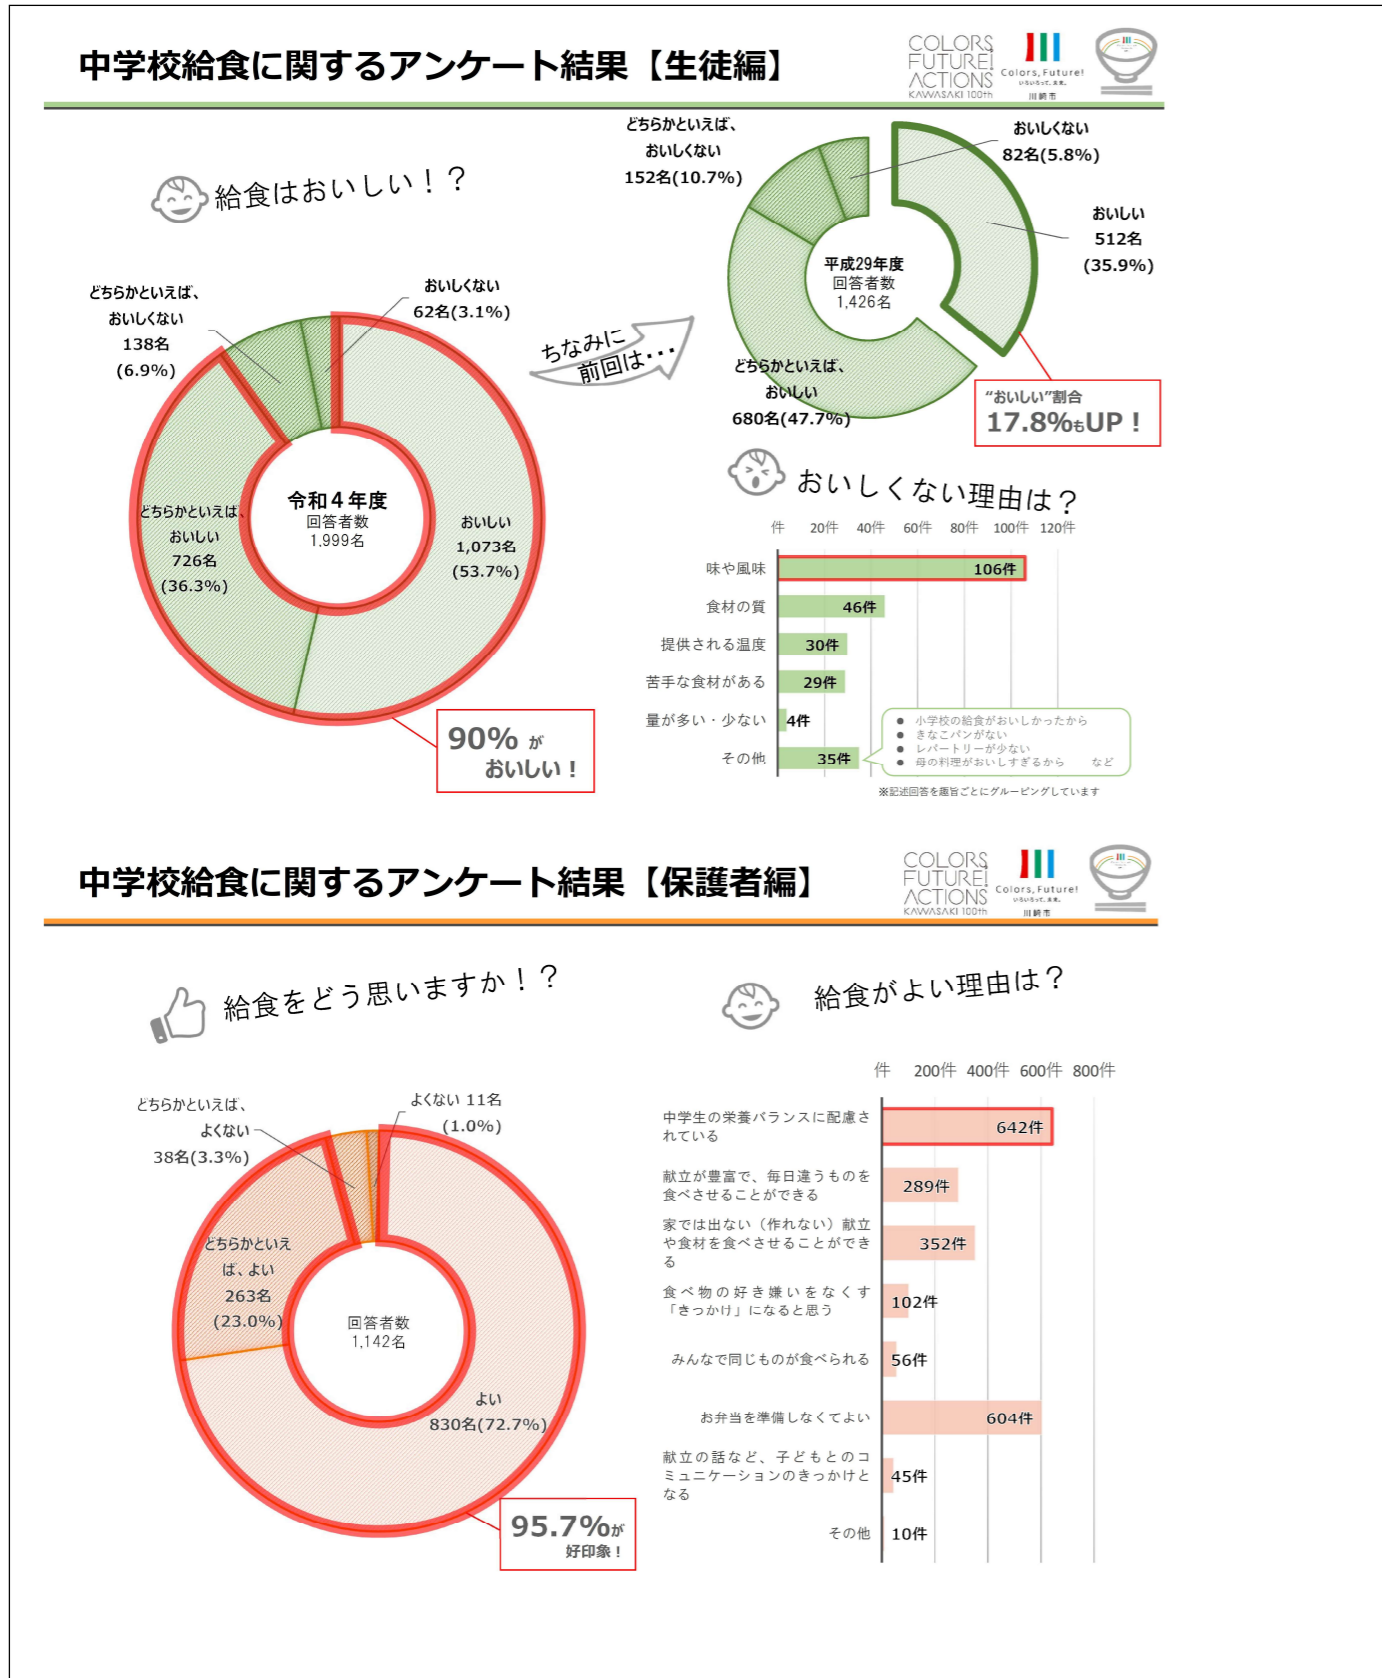 中学校給食に関するアンケート結果【生徒編】
COLORS
FUTURE!
ACTIONS
KAWASAKI 100th
Colors, Future!
いろいろって、未来。
川崎市
給食はおいしい！？
どちらかといえば、
おいしくない
138名
(6.9%)
おいしくない
62名(3.1%)
どちらかといえば、
おいしい
726名
(36.3%)
令和４年度
回答者数
1,999名
おいしい
1,073名
(53.7%)
90% が
おいしい！
ちなみに
前回は・・・
どちらかといえば、
おいしくない
152名(10.7%)
おいしくない
82名(5.8%)
おいしい
512名
(35.9%)
平成29年度
回答者数
1,426名
どちらかといえば、
おいしい
680名(47.7%)
“おいしい”割合
17.8%もUP！
おいしくない理由は？
件 20件 40件 60件 80件 100件 120件
味や風味 106件
食材の質 46件
提供される温度 30件
苦手な食材がある 29件
量が多い・少ない 4件
その他 35件
● 小学校の給食がおいしかったから
● きなこパンがない
● レパートリーが少ない
● 母の料理がおいしすぎるから など
※記述回答を趣旨ごとにグルーピングしています
中学校給食に関するアンケート結果【保護者編】
COLORS
FUTURE!
ACTIONS
KAWASAKI 100th
Colors, Future!
いろいろって、未来。
川崎市
給食をどう思いますか！？
どちらかといえば、
よくない
38名(3.3%)
よくない 11名
(1.0%)
どちらかといえ
ば、よい
263名
(23.0%)
回答者数
1,142名
よい
830名(72.7%)
95.7%が
好印象！
給食がよい理由は？
件 200件 400件 600件 800件
中学生の栄養バランスに配慮さ
れている
642件
献立が豊富で、毎日違うものを
食べさせることができる
289件
家では出ない（作れない）献立
や食材を食べさせることができ
る
352件
食べ物の好き嫌いをなくす
「きっかけ」になると思う
102件
みんなで同じものが食べられる 56件
お弁当を準備しなくてよい 604件
献立の話など、子どもとのコ
ミュニケーションのきっかけと
なる
45件
その他 10件